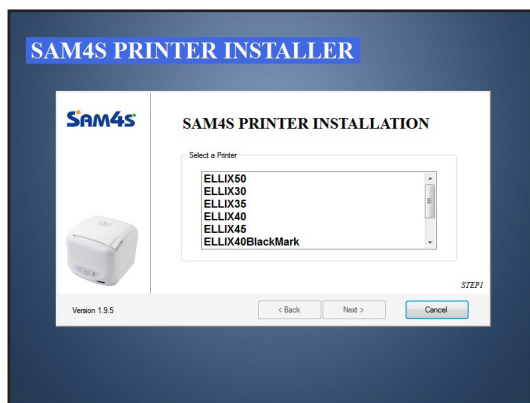 SAM4S PRINTER INSTALLER
SAM4S
SAM4S PRINTER INSTALLATION
Select a Printer
ELLIX50
ELLIX30
ELLIX35
ELLIX40
ELLIX45
ELLIX40BlackMark
STEP1
Version 1.9.5
< Back
Next >
Cancel